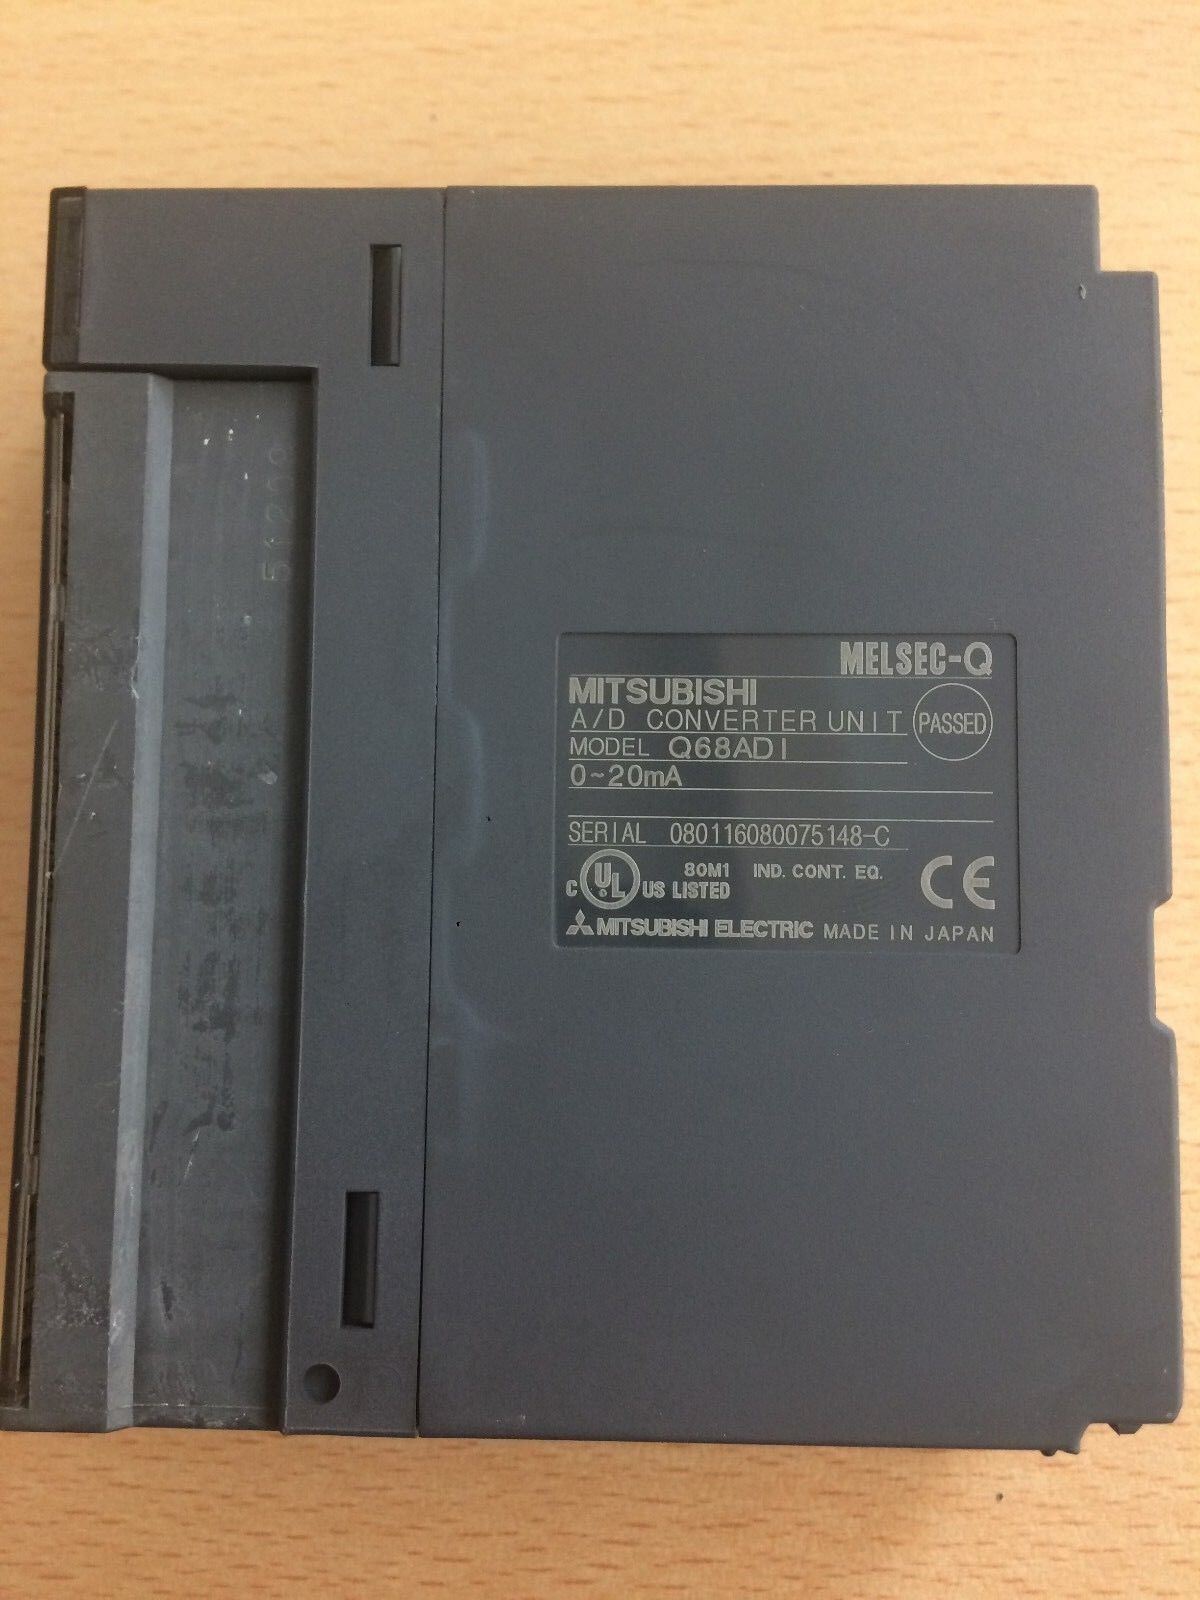 MELSEC-Q
MITSUBISHI
A/D CONVERTER UNIT PASSED
MODEL Q68ADI
0~20mA
SERIAL 080116080075148-C
C UL US LISTED 80M1 IND. CONT. EQ. CE
MITSUBISHI ELECTRIC MADE IN JAPAN